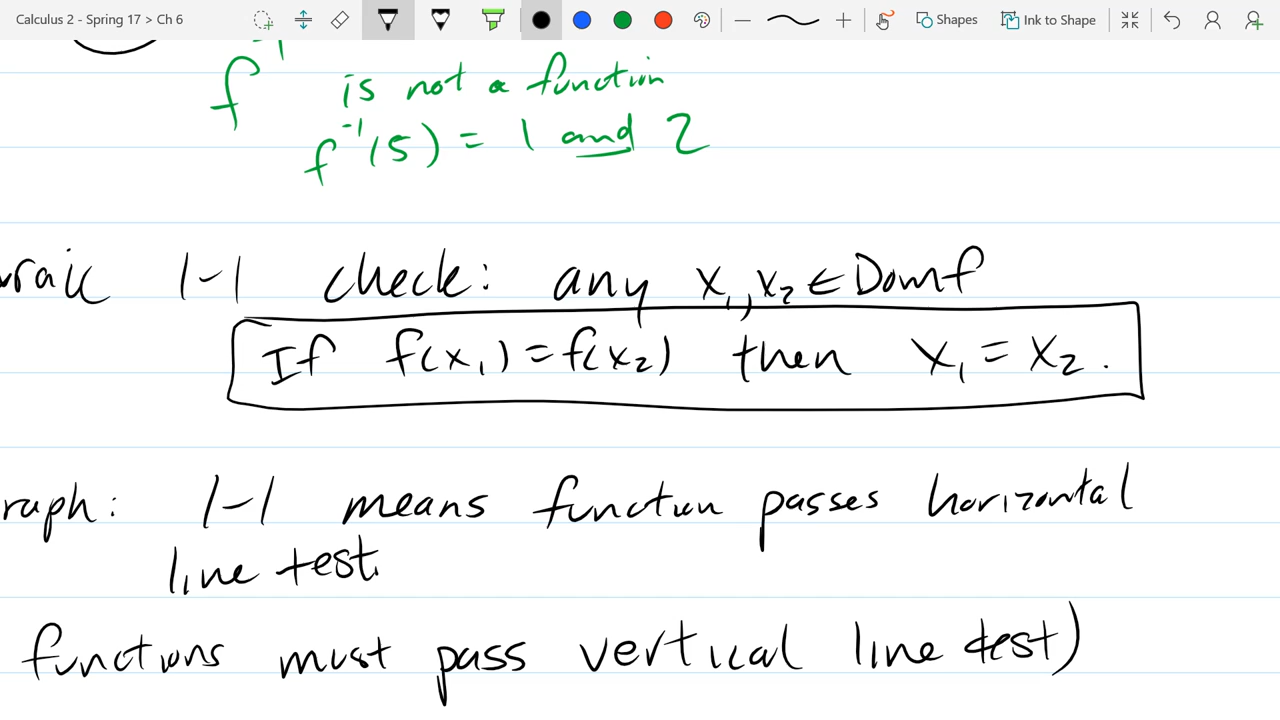 Calculus 2 - Spring 17 > Ch 6
Shapes
Ink to Shape
f⁻¹ is not a function
f⁻¹(5) = 1 and 2
braic 1-1 check: any x₁, x₂ ∈ Dom f
If f(x₁) = f(x₂) then x₁ = x₂.
raph: 1-1 means function passes horizontal
line test.
functions must pass vertical line test)